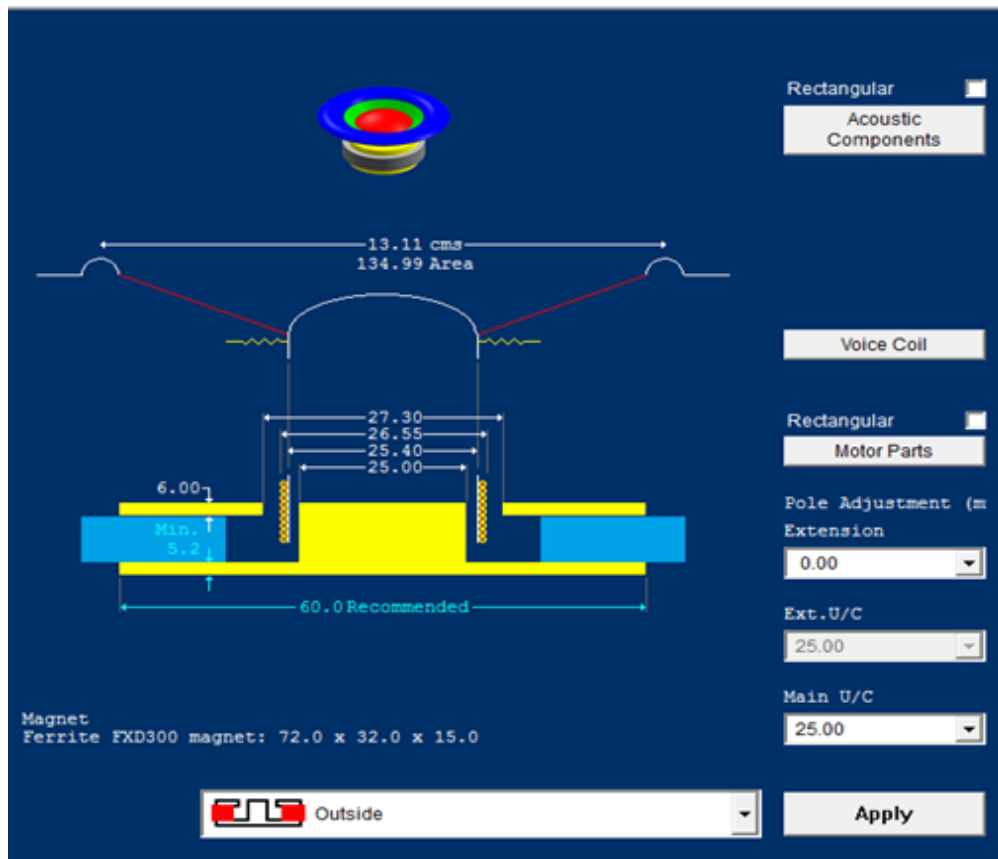 Rectangular
Acoustic
Components
13.11 cms
134.99 Area
Voice Coil
27.30
26.55
25.40
25.00
Rectangular
Motor Parts
6.00
Min.
5.2
Pole Adjustment (m
Extension
0.00
60.0 Recommended
Ext.U/C
25.00
Main U/C
25.00
Magnet
Ferrite FXD300 magnet: 72.0 x 32.0 x 15.0
Outside
Apply